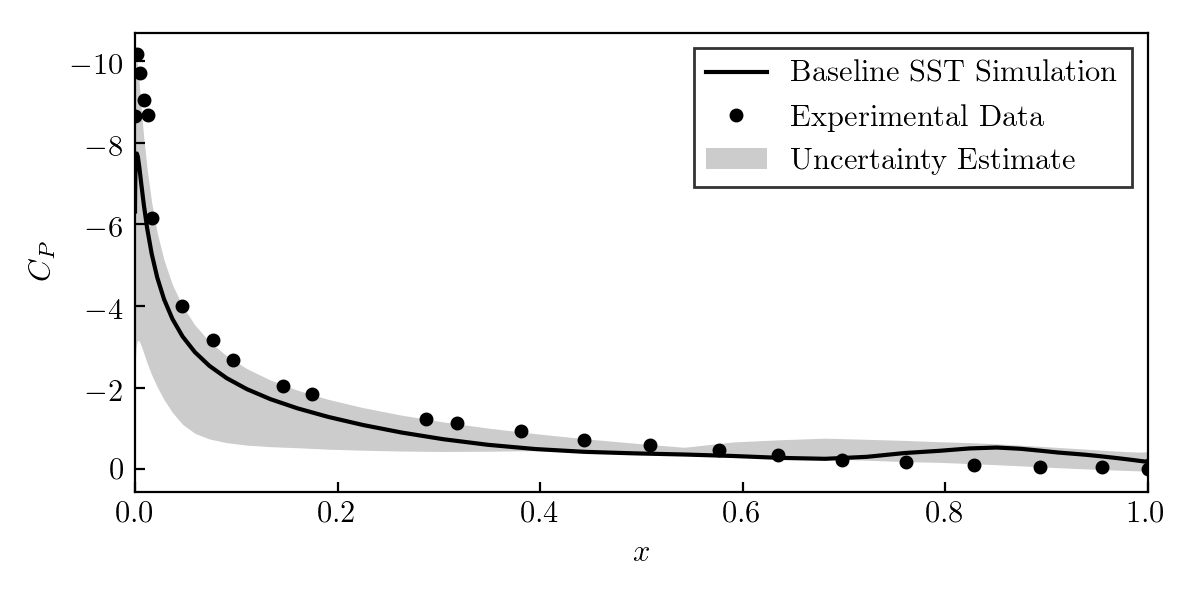 Baseline SST Simulation
Experimental Data
Uncertainty Estimate
−10
−8
−6
−4
−2
0
C_P
0.0 0.2 0.4 0.6 0.8 1.0
x